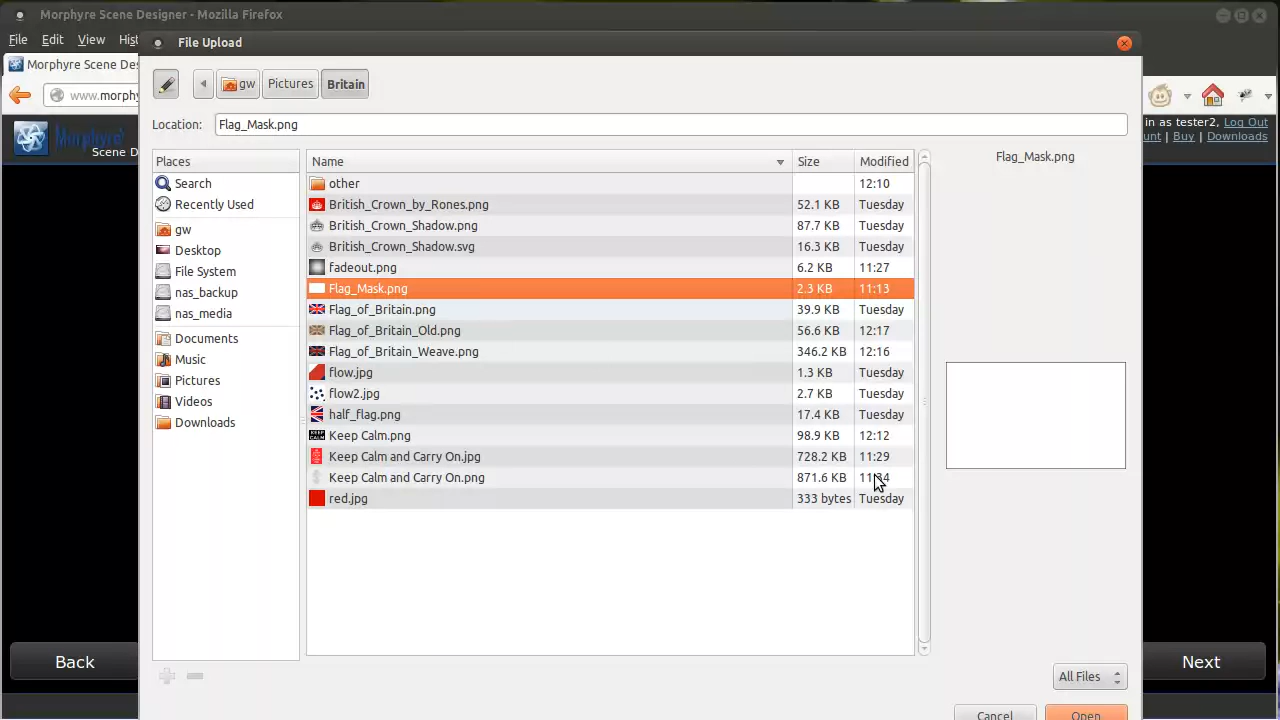 Morphyre Scene Designer - Mozilla Firefox
File Edit View Hist
File Upload
Morphyre Scene Des
gw Pictures Britain
www.morphy
Location: Flag_Mask.png
in as tester2, Log Out
unt | Buy | Downloads
Morphyre
Scene D
Places
Search
Recently Used
gw
Desktop
File System
nas_backup
nas_media
Documents
Music
Pictures
Videos
Downloads
Name Size Modified
other 12:10
British_Crown_by_Rones.png 52.1 KB Tuesday
British_Crown_Shadow.png 87.7 KB Tuesday
British_Crown_Shadow.svg 16.3 KB Tuesday
fadeout.png 6.2 KB 11:27
Flag_Mask.png 2.3 KB 11:13
Flag_of_Britain.png 39.9 KB Tuesday
Flag_of_Britain_Old.png 56.6 KB 12:17
Flag_of_Britain_Weave.png 346.2 KB 12:16
flow.jpg 1.3 KB Tuesday
flow2.jpg 2.7 KB Tuesday
half_flag.png 17.4 KB Tuesday
Keep Calm.png 98.9 KB 12:12
Keep Calm and Carry On.jpg 728.2 KB 11:29
Keep Calm and Carry On.png 871.6 KB
red.jpg 333 bytes Tuesday
Flag_Mask.png
Back
Next
All Files
Cancel Open